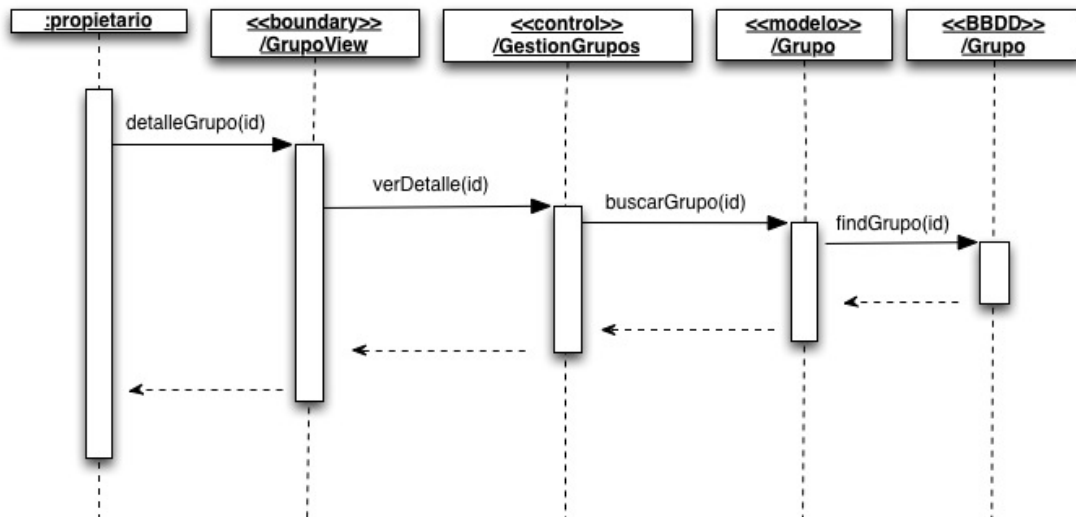 :propietario
<<boundary>>
/GrupoView
<<control>>
/GestionGrupos
<<modelo>>
/Grupo
<<BBDD>>
/Grupo
detalleGrupo(id)
verDetalle(id)
buscarGrupo(id)
findGrupo(id)